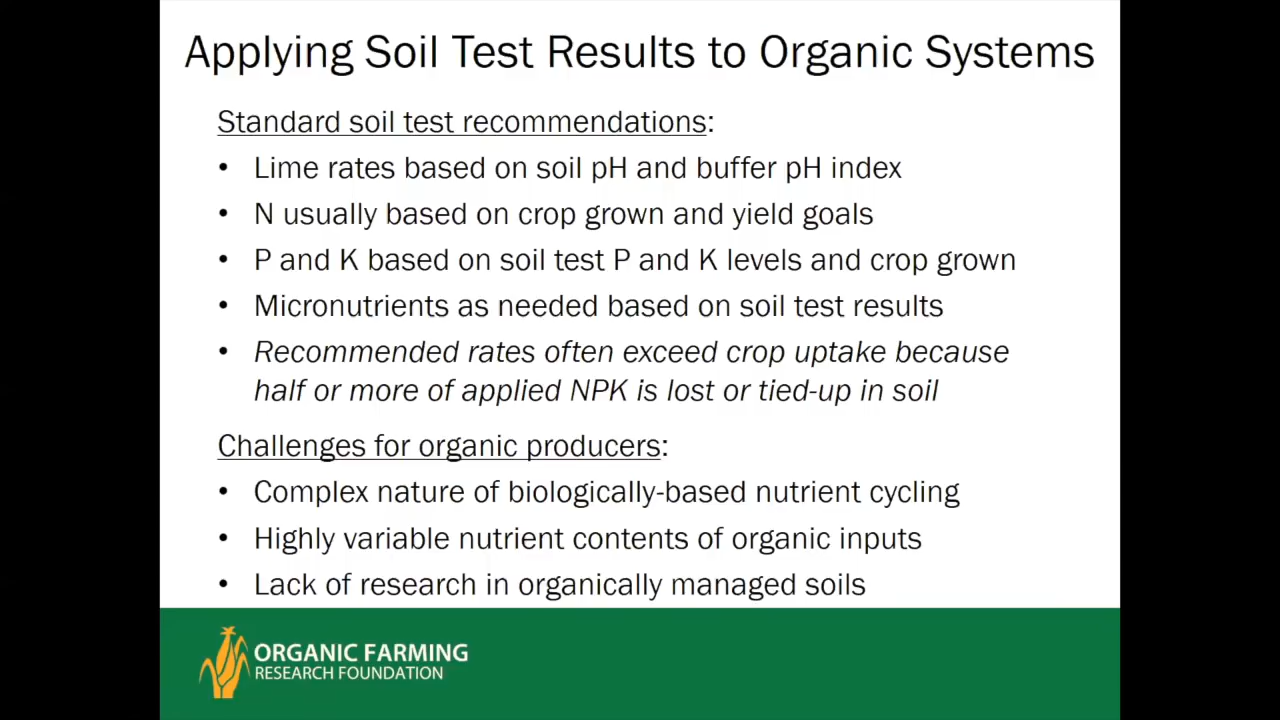 Applying Soil Test Results to Organic Systems
Standard soil test recommendations:
• Lime rates based on soil pH and buffer pH index
• N usually based on crop grown and yield goals
• P and K based on soil test P and K levels and crop grown
• Micronutrients as needed based on soil test results
• Recommended rates often exceed crop uptake because
half or more of applied NPK is lost or tied-up in soil
Challenges for organic producers:
• Complex nature of biologically-based nutrient cycling
• Highly variable nutrient contents of organic inputs
• Lack of research in organically managed soils
ORGANIC FARMING
RESEARCH FOUNDATION